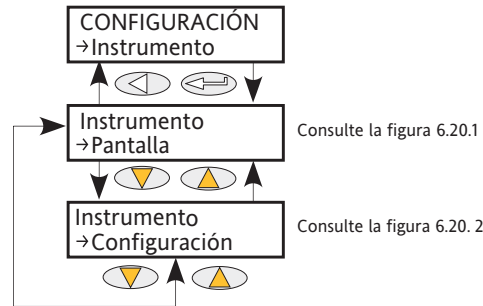 CONFIGURACIÓN
→Instrumento
Instrumento
→Pantalla
Consulte la figura 6.20.1
Instrumento
→Configuración
Consulte la figura 6.20. 2